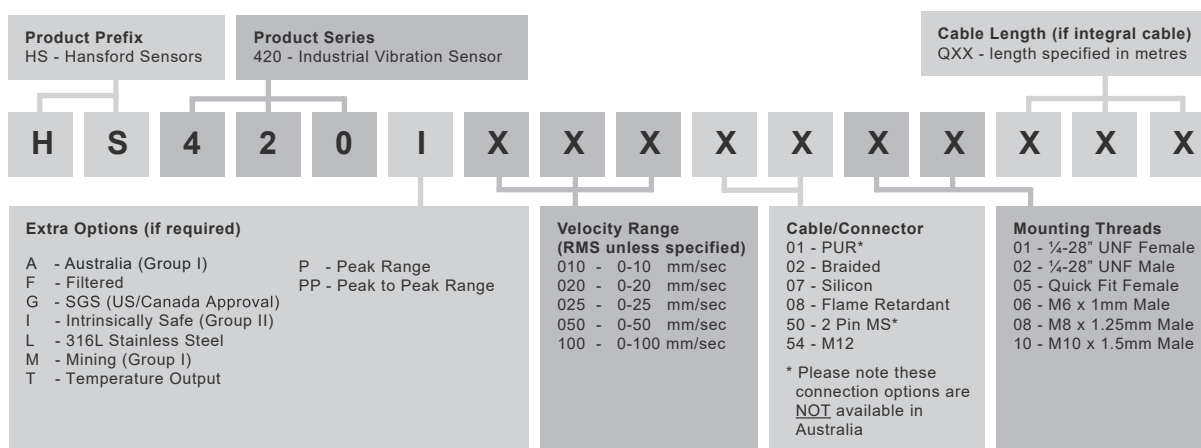 Product Prefix
HS - Hansford Sensors
Product Series
420 - Industrial Vibration Sensor
Cable Length (if integral cable)
QXX - length specified in metres
H S 4 2 0 I X X X X X X X X X X
Extra Options (if required)
A - Australia (Group I)
F - Filtered
G - SGS (US/Canada Approval)
I - Intrinsically Safe (Group II)
L - 316L Stainless Steel
M - Mining (Group I)
T - Temperature Output
P - Peak Range
PP - Peak to Peak Range
Velocity Range
(RMS unless specified)
010 - 0-10 mm/sec
020 - 0-20 mm/sec
025 - 0-25 mm/sec
050 - 0-50 mm/sec
100 - 0-100 mm/sec
Cable/Connector
01 - PUR*
02 - Braided
07 - Silicon
08 - Flame Retardant
50 - 2 Pin MS*
54 - M12
* Please note these
connection options are
NOT available in
Australia
Mounting Threads
01 - ¼-28” UNF Female
02 - ¼-28” UNF Male
05 - Quick Fit Female
06 - M6 x 1mm Male
08 - M8 x 1.25mm Male
10 - M10 x 1.5mm Male